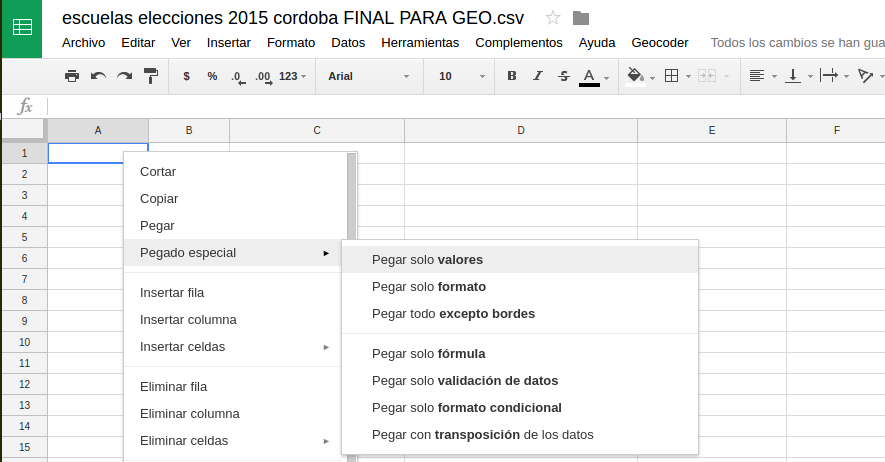 escuelas elecciones 2015 cordoba FINAL PARA GEO.csv
Archivo Editar Ver Insertar Formato Datos Herramientas Complementos Ayuda Geocoder Todos los cambios se han gua
$ % .0 .00 123 Arial 10 B I S A
fx
A B C D E F
1
2
3
4
5
6
7
8
9
10
11
12
13
14
15
Cortar
Copiar
Pegar
Pegado especial
Insertar fila
Insertar columna
Insertar celdas
Eliminar fila
Eliminar columna
Eliminar celdas
Pegar solo valores
Pegar solo formato
Pegar todo excepto bordes
Pegar solo fórmula
Pegar solo validación de datos
Pegar solo formato condicional
Pegar con transposición de los datos